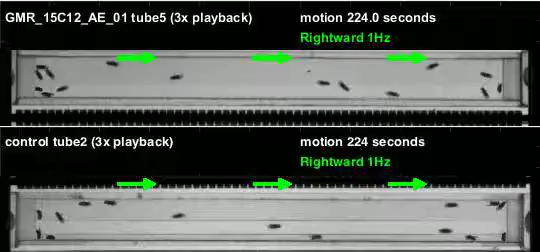 GMR_15C12_AE_01 tube5 (3x playback)
motion 224.0 seconds
Rightward 1Hz
control tube2 (3x playback)
motion 224 seconds
Rightward 1Hz